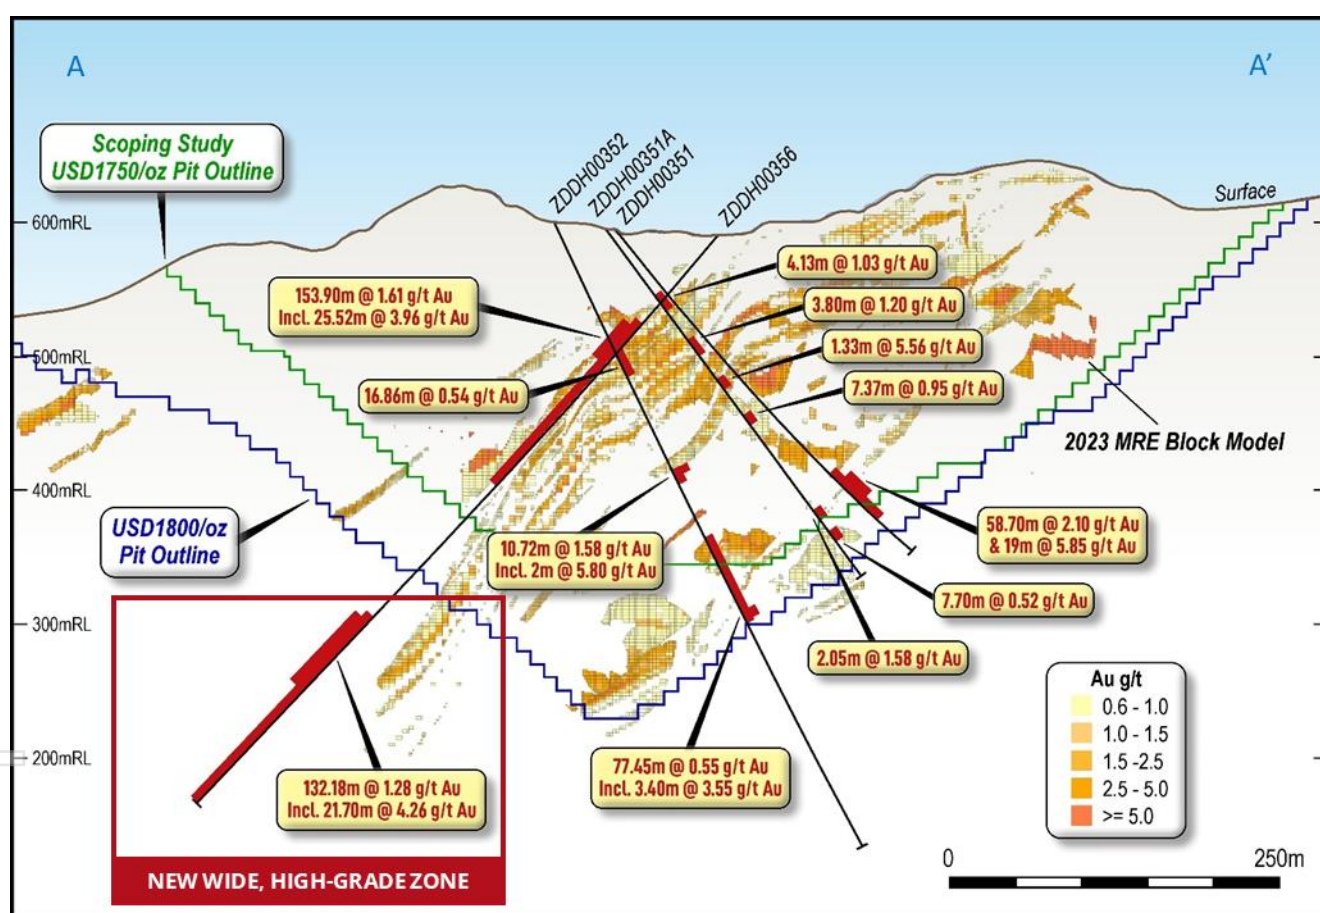 A
A'
Scoping Study
USD1750/oz Pit Outline
ZDDH00352
ZDDH00351A
ZDDH00351
ZDDH00356
Surface
600mRL
4.13m @ 1.03 g/t Au
153.90m @ 1.61 g/t Au
Incl. 25.52m @ 3.96 g/t Au
3.80m @ 1.20 g/t Au
1.33m @ 5.56 g/t Au
500mRL
16.86m @ 0.54 g/t Au
7.37m @ 0.95 g/t Au
2023 MRE Block Model
400mRL
USD1800/oz
Pit Outline
10.72m @ 1.58 g/t Au
Incl. 2m @ 5.80 g/t Au
58.70m @ 2.10 g/t Au
& 19m @ 5.85 g/t Au
7.70m @ 0.52 g/t Au
300mRL
2.05m @ 1.58 g/t Au
Au g/t
0.6 - 1.0
1.0 - 1.5
1.5 -2.5
2.5 - 5.0
>= 5.0
200mRL
132.18m @ 1.28 g/t Au
Incl. 21.70m @ 4.26 g/t Au
77.45m @ 0.55 g/t Au
Incl. 3.40m @ 3.55 g/t Au
0
250m
NEW WIDE, HIGH-GRADE ZONE